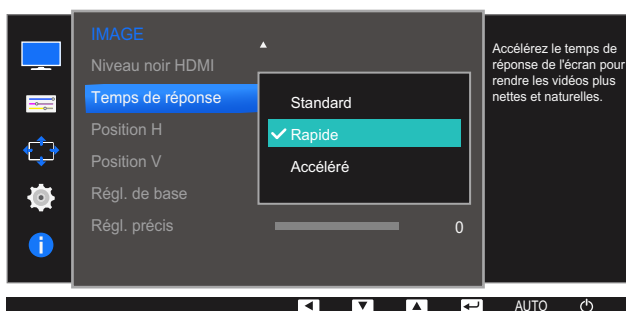 IMAGE
Niveau noir HDMI
Temps de réponse
Position H
Position V
Régl. de base
Régl. précis
0
Standard
Rapide
Accéléré
Accélérez le temps de
réponse de l'écran pour
rendre les vidéos plus
nettes et naturelles.
AUTO